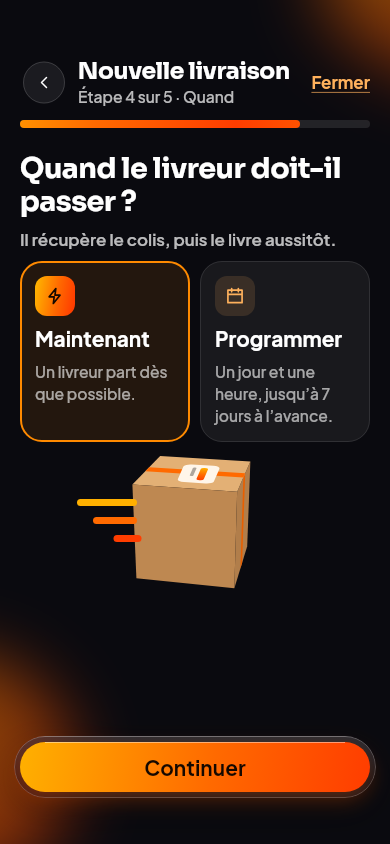 Nouvelle livraison
Étape 4 sur 5 · Quand
Fermer
Quand le livreur doit-il
passer ?
Il récupère le colis, puis le livre aussitôt.
Maintenant
Un livreur part dès
que possible.
Programmer
Un jour et une
heure, jusqu’à 7
jours à l’avance.
Continuer